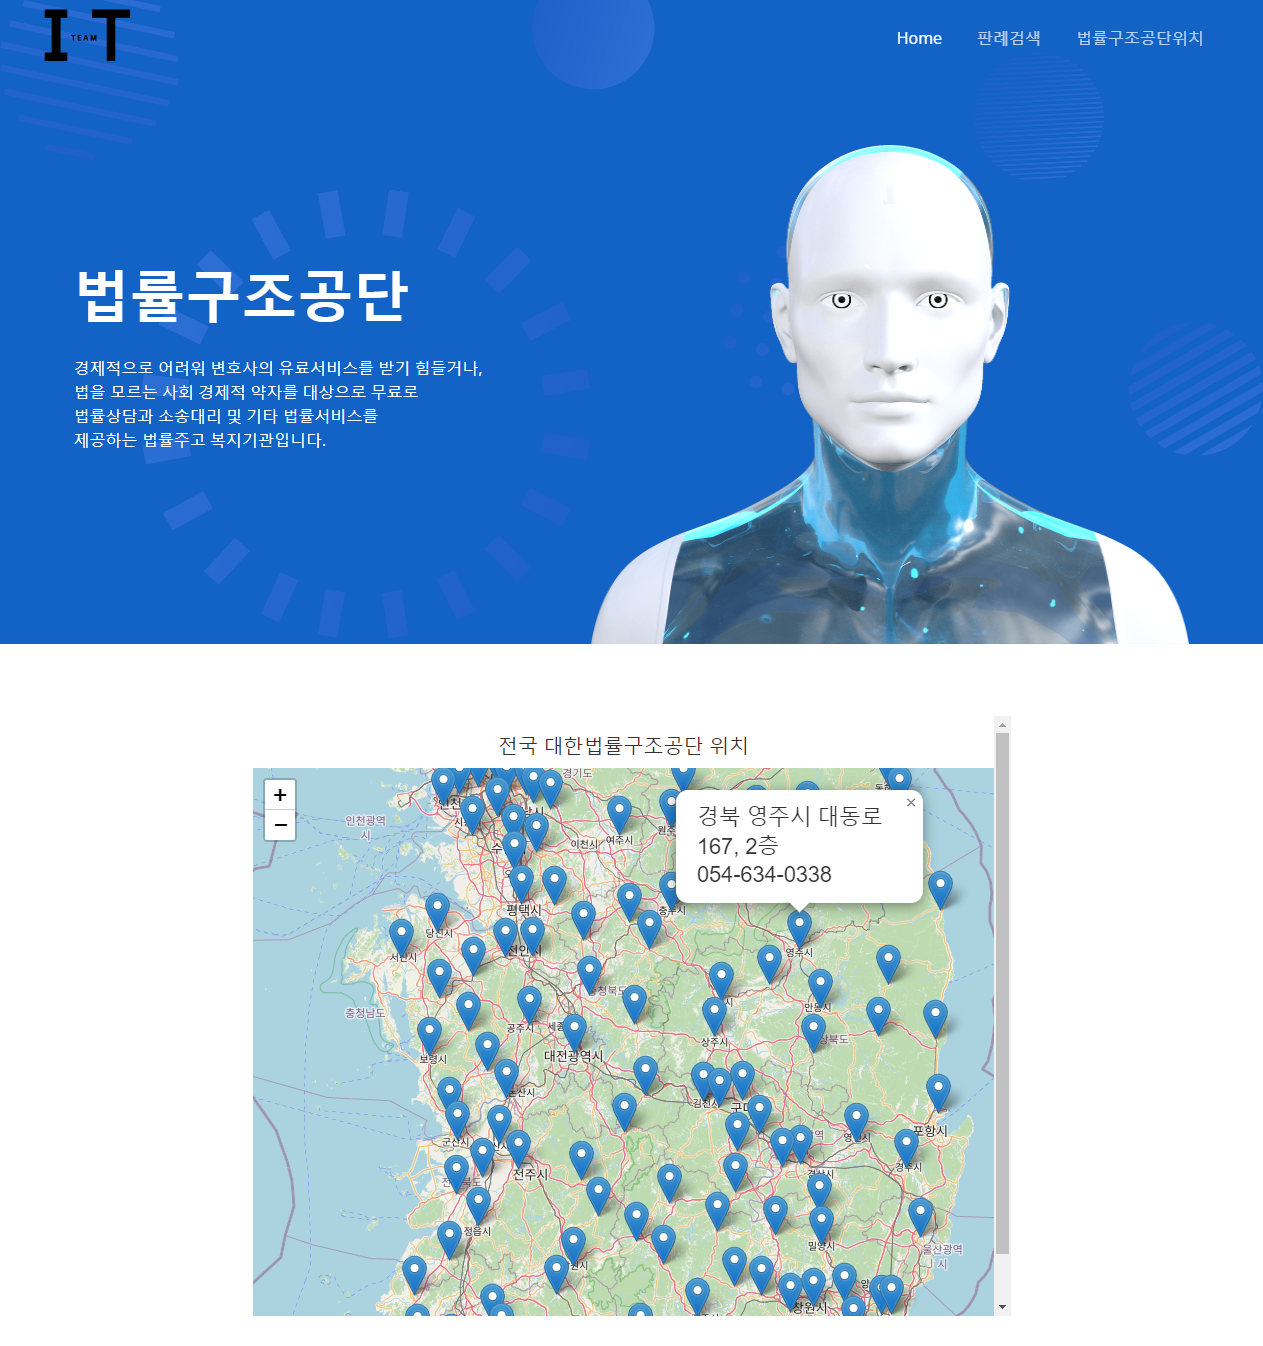 I TEAM T
Home 판례검색 법률구조공단위치
법률구조공단
경제적으로 어려워 변호사의 유료서비스를 받기 힘들거나,
법을 모르는 사회 경제적 약자를 대상으로 무료로
법률상담과 소송대리 및 기타 법률서비스를
제공하는 법률주고 복지기관입니다.
전국 대한법률구조공단 위치
+
−
×
경북 영주시 대동로
167, 2층
054-634-0338
경기도
인천광역
시
이천시
여주시
충주시
평택시
당진시
서산시
천안시
영주시
충청북도
충청남도
공주시
안동시
상주시
보령시
대전광역시
논산시
김천시
군산시
포항시
경주시
경산시
전주시
정읍시
밀양시
울산광역
시
창원시